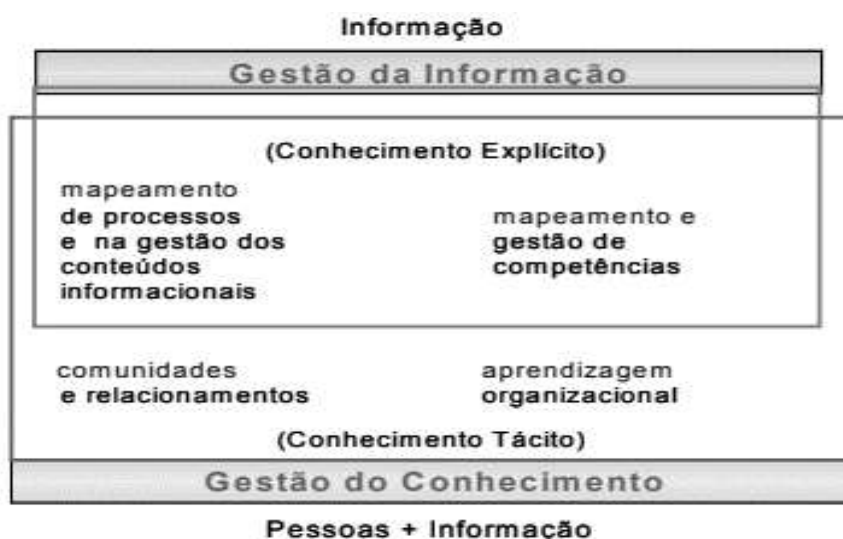 Informação
Gestão da Informação
(Conhecimento Explícito)
mapeamento
de processos
e na gestão dos
conteúdos
informacionais
mapeamento e
gestão de
competências
comunidades
e relacionamentos
aprendizagem
organizacional
(Conhecimento Tácito)
Gestão do Conhecimento
Pessoas + Informação